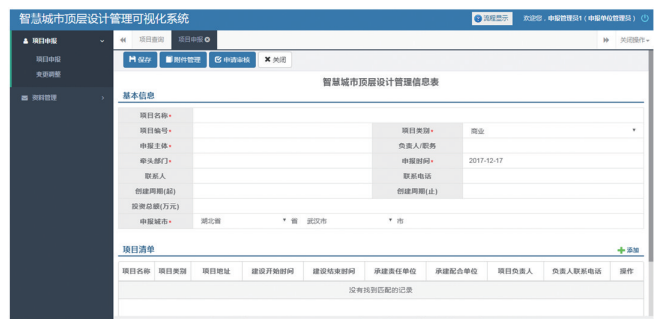 智慧城市顶层设计管理可视化系统
流程显示 欢迎您，申报管理员1（申报单位管理员）
项目申报 项目查询 项目申报 关闭操作
项目申报 保存 附件管理 申请审核 关闭
变更调整
资料管理
智慧城市顶层设计管理信息表
基本信息
项目名称*
项目编号* 项目类别* 商业
申报主体* 负责人/职务
牵头部门* 申报时间* 2017-12-17
联系人 联系电话
创建周期(起) 创建周期(止)
投资总额(万元)
申报城市* 湖北省 省 武汉市 市
项目清单 添加
项目名称 项目类别 项目地址 建设开始时间 建设结束时间 承建责任单位 承建配合单位 项目负责人 负责人联系电话 操作
没有找到匹配的记录